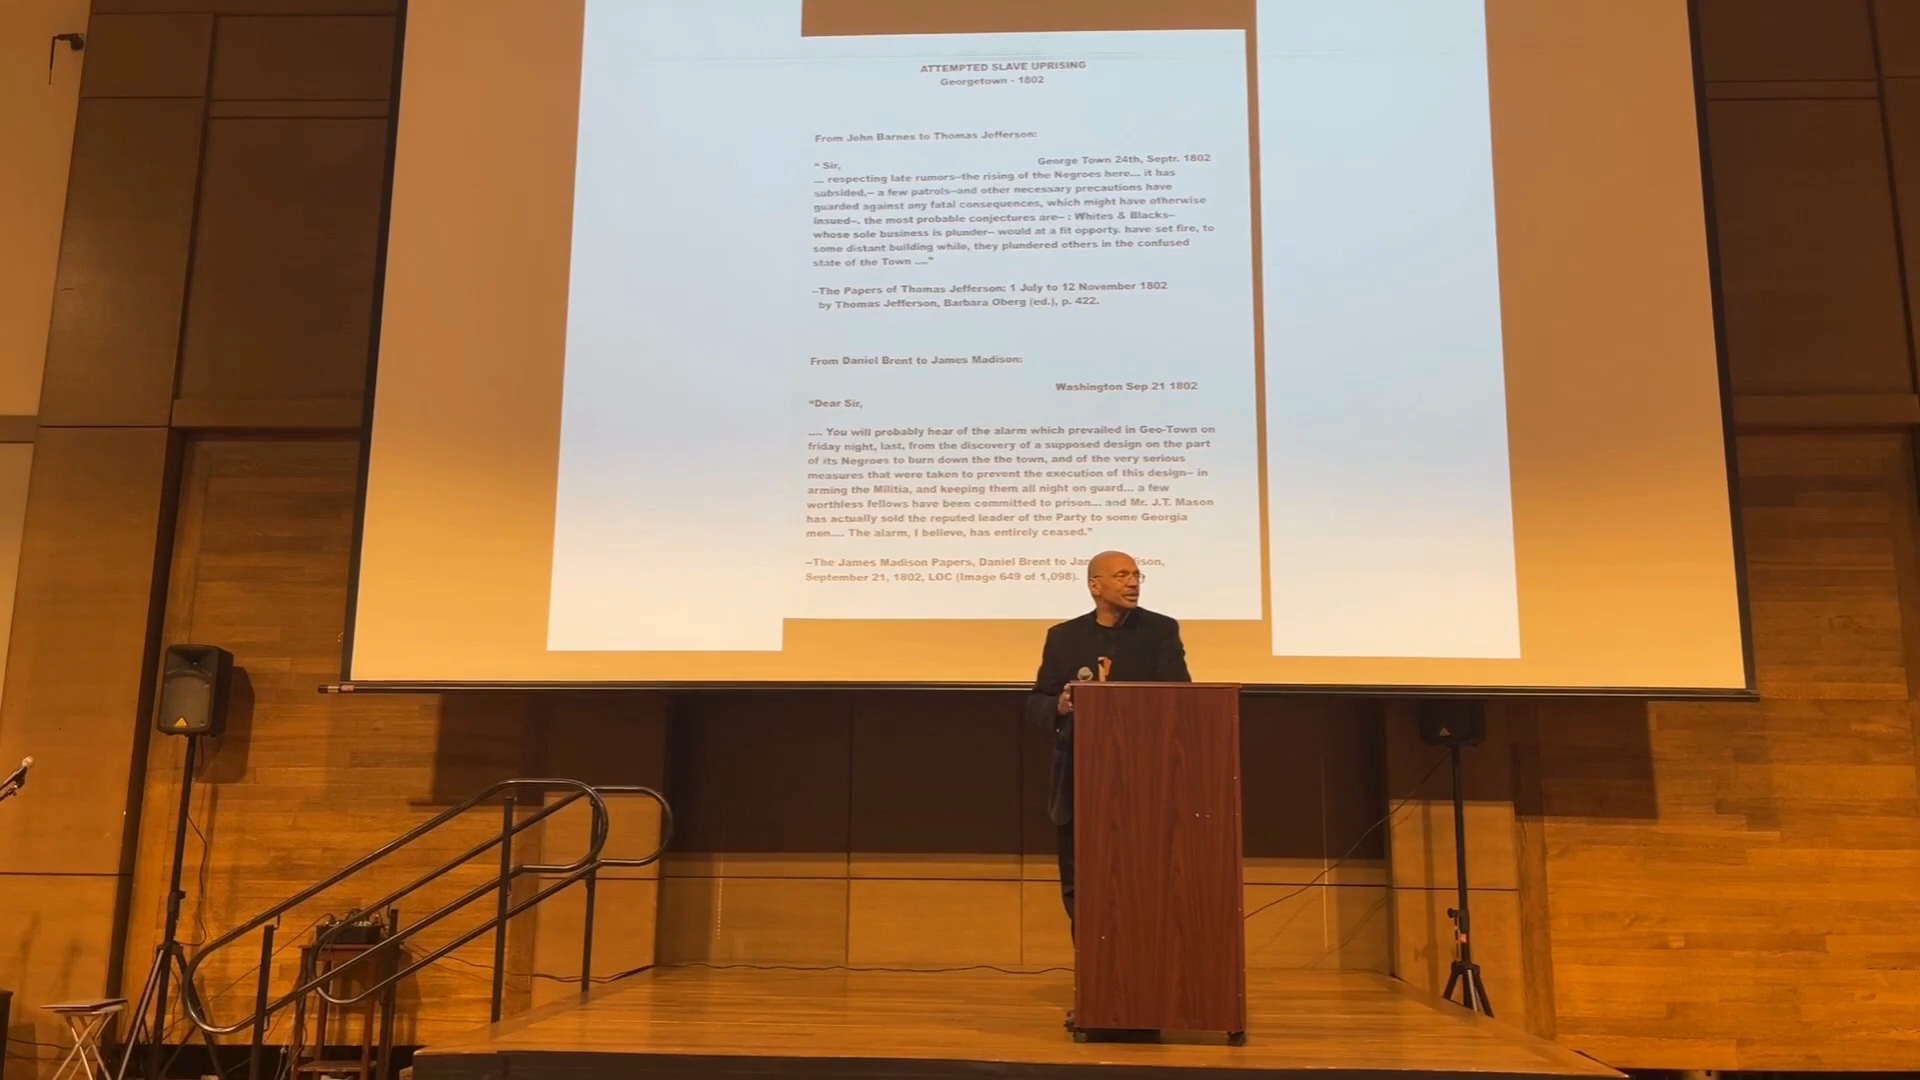 ATTEMPTED SLAVE UPRISING
Georgetown - 1802
From John Barnes to Thomas Jefferson:
“ Sir, George Town 24th, Septr. 1802
.... respecting late rumors–the rising of the Negroes here.... it has
subsided,– a few patrols–and other necessary precautions have
guarded against any fatal consequences, which might have otherwise
insued–. the most probable conjectures are– : Whites & Blacks–
whose sole business is plunder– would at a fit opporty. have set fire, to
some distant building while, they plundered others in the confused
state of the Town ....”
–The Papers of Thomas Jefferson: 1 July to 12 November 1802
by Thomas Jefferson, Barbara Oberg (ed.), p. 422.
From Daniel Brent to James Madison:
Washington Sep 21 1802
“Dear Sir,
.... You will probably hear of the alarm which prevailed in Geo-Town on
friday night, last, from the discovery of a supposed design on the part
of its Negroes to burn down the the town, and of the very serious
measures that were taken to prevent the execution of this design– in
arming the Militia, and keeping them all night on guard... a few
worthless fellows have been committed to prison... and Mr. J.T. Mason
has actually sold the reputed leader of the Party to some Georgia
men.... The alarm, I believe, has entirely ceased.”
–The James Madison Papers, Daniel Brent to Jam ison,
September 21, 1802, LOC (Image 649 of 1,098).